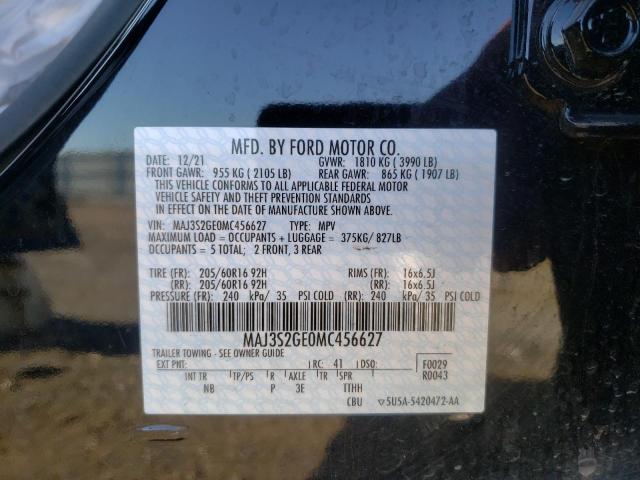 MFD. BY FORD MOTOR CO.
DATE: 12/21 GVWR: 1810 KG ( 3990 LB)
FRONT GAWR: 955 KG ( 2105 LB) REAR GAWR: 865 KG ( 1907 LB)
THIS VEHICLE CONFORMS TO ALL APPLICABLE FEDERAL MOTOR
VEHICLE SAFETY AND THEFT PREVENTION STANDARDS IN
EFFECT ON THE DATE OF MANUFACTURE SHOWN ABOVE.
VIN: MAJ3S2GE0MC456627 TYPE: MPV
MAXIMUM LOAD = OCCUPANTS + LUGGAGE = 375KG/ 827LB
OCCUPANTS = 5 TOTAL; 2 FRONT, 3 REAR
TIRE (FR): 205/60R16 92H RIMS (FR): 16x6.5J
(RR): 205/60R16 92H (RR): 16x6.5J
PRESSURE (FR): 240 kPa/ 35 PSI COLD (RR): 240 kPa/ 35 PSI COLD
MAJ3S2GE0MC456627
TRAILER TOWING - SEE OWNER GUIDE
EXT PNT: RC: 41 DSO: F0029
R0043
INT TR TP/PS R AXLE TR SPR
NB P 3E TTHH
CBU ▽5U5A-5420472-AA